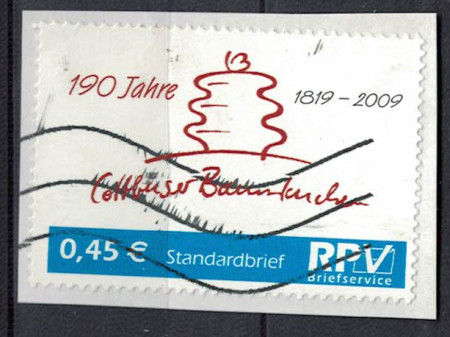 190 Jahre
1819 - 2009
Cottbuser Baumkuchen
0,45 € Standardbrief
RPV
Briefservice